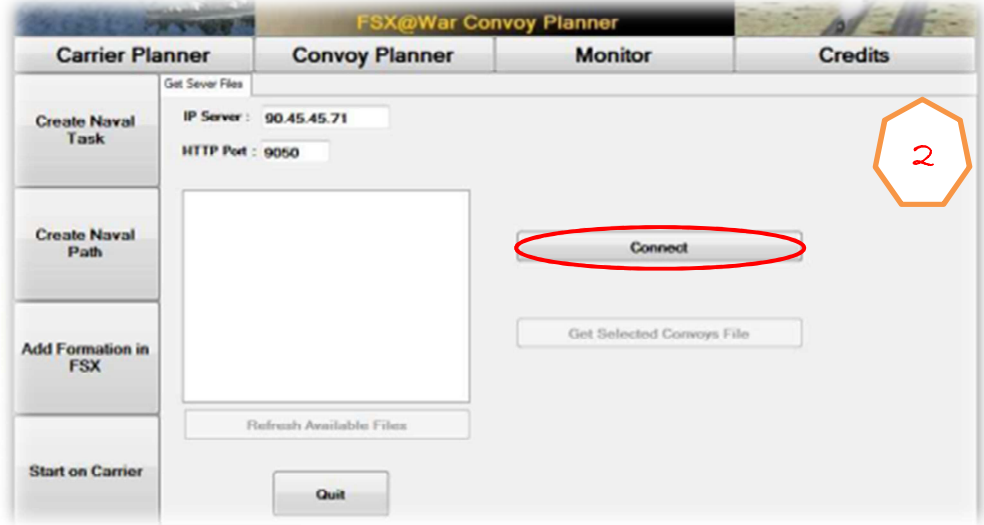 FSX@War Convoy Planner
Carrier Planner
Convoy Planner
Monitor
Credits
Get Sever Files
Create Naval
Task
IP Server : 90.45.45.71
HTTP Port : 9050
2
Create Naval
Path
Connect
Add Formation in
FSX
Get Selected Convoys File
Refresh Available Files
Start on Carrier
Quit